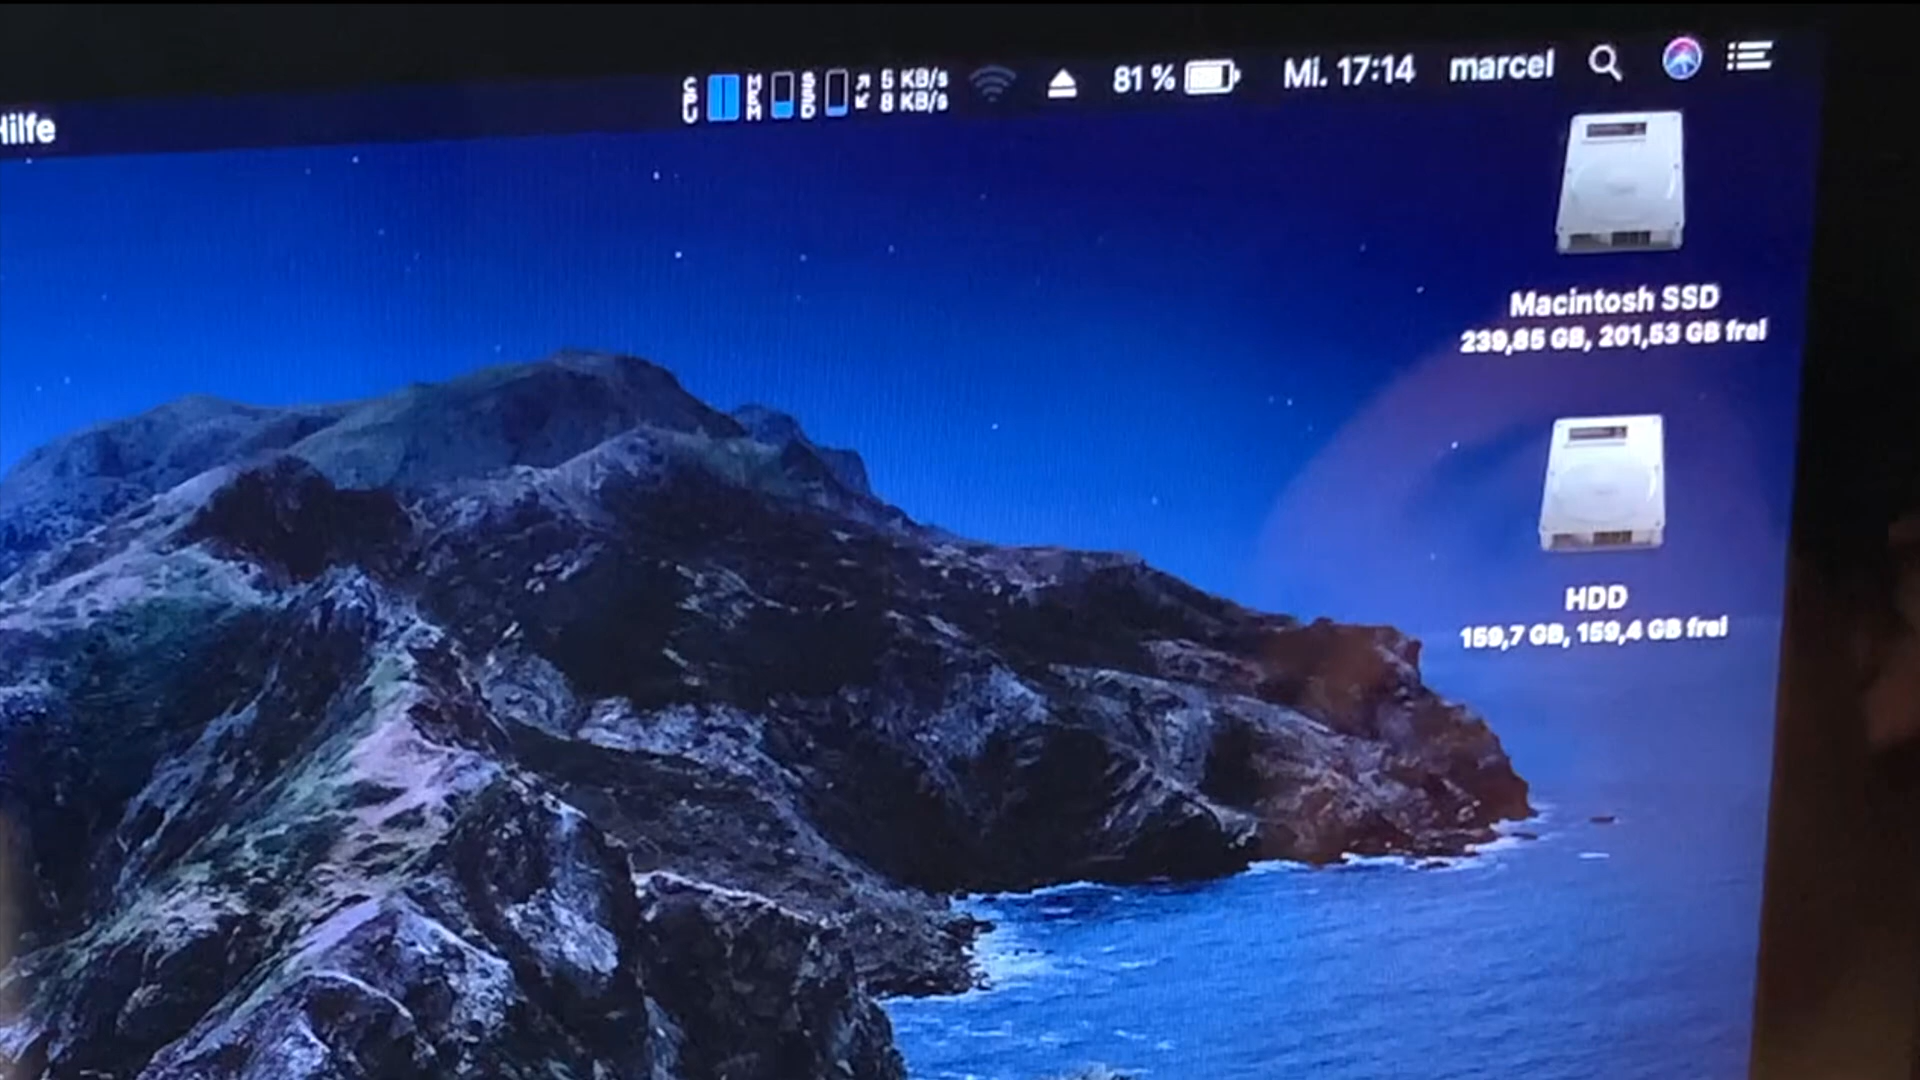 Hilfe
CPU MEM SSD 5 KB/s
8 KB/s
81 % Mi. 17:14 marcel
Macintosh SSD
239,85 GB, 201,53 GB frei
HDD
159,7 GB, 159,4 GB frei